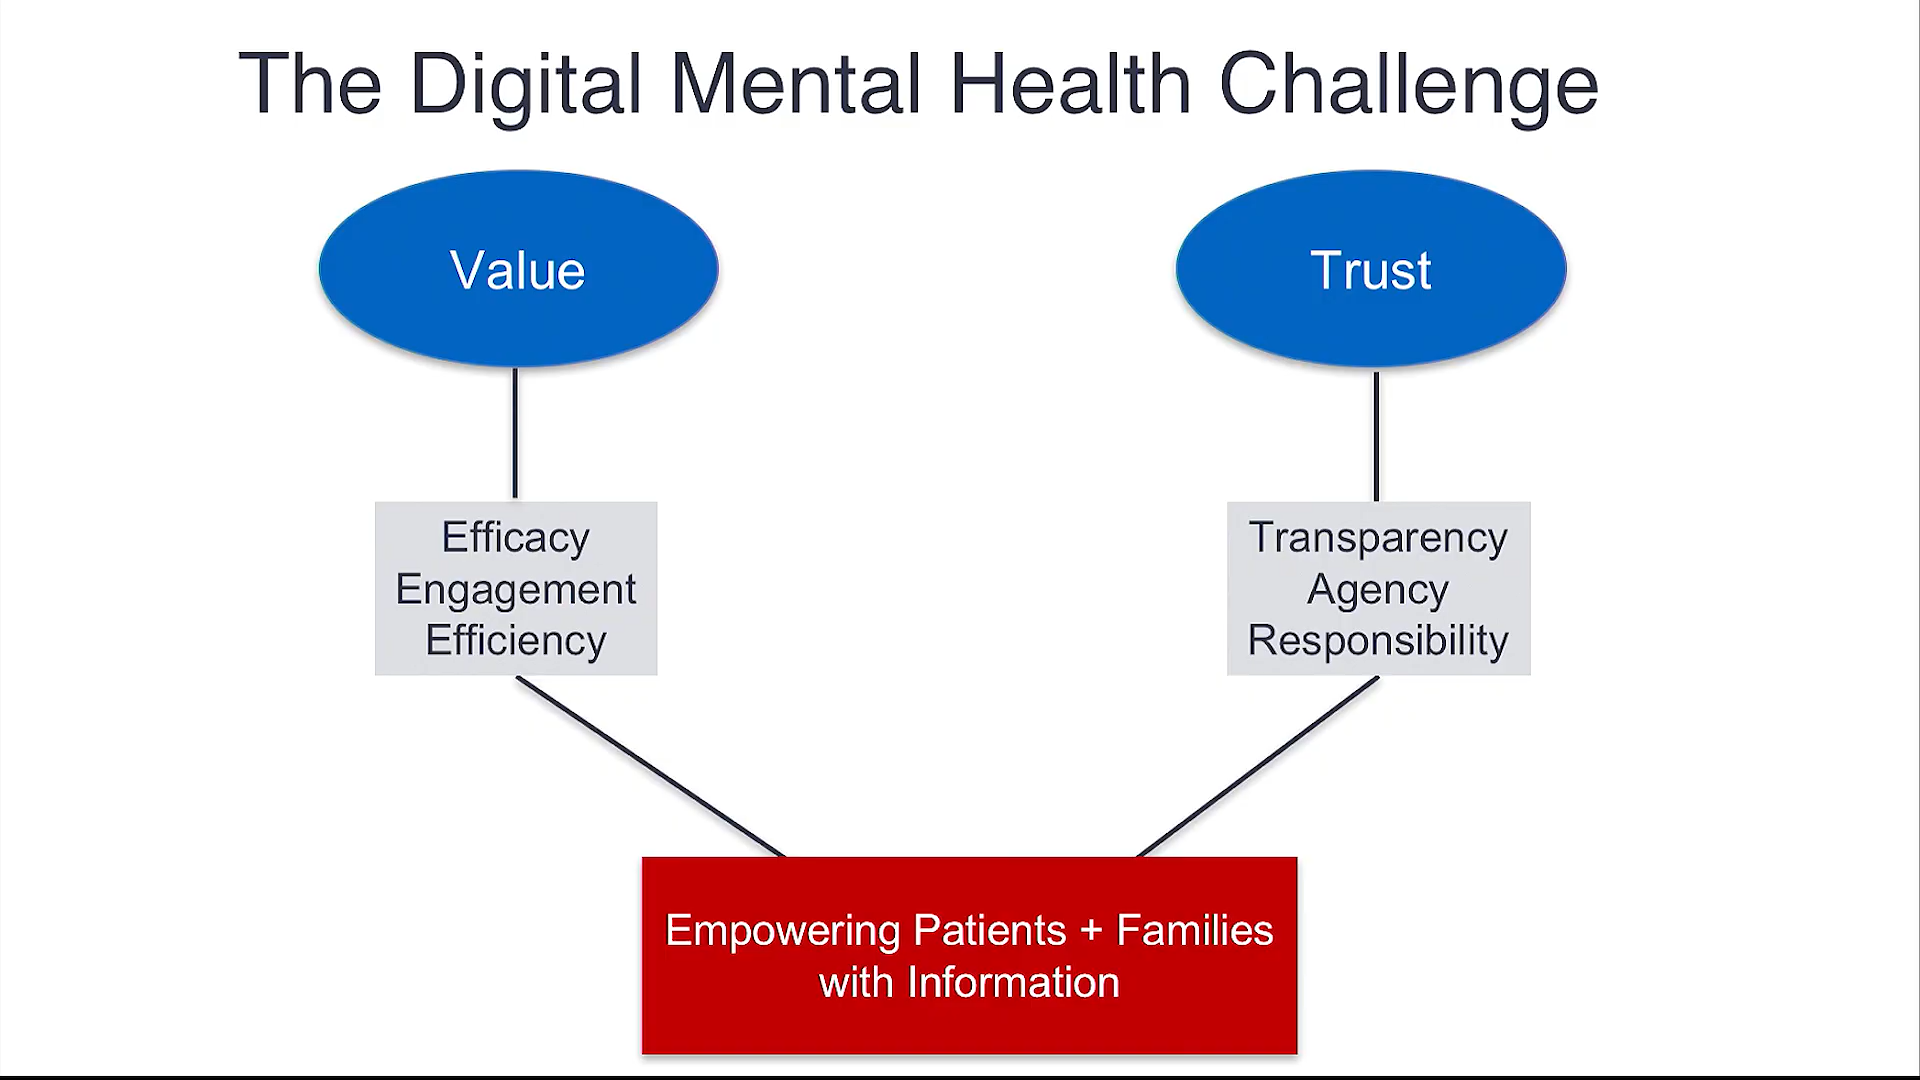 The Digital Mental Health Challenge
Value
Trust
Efficacy
Engagement
Efficiency
Transparency
Agency
Responsibility
Empowering Patients + Families
with Information